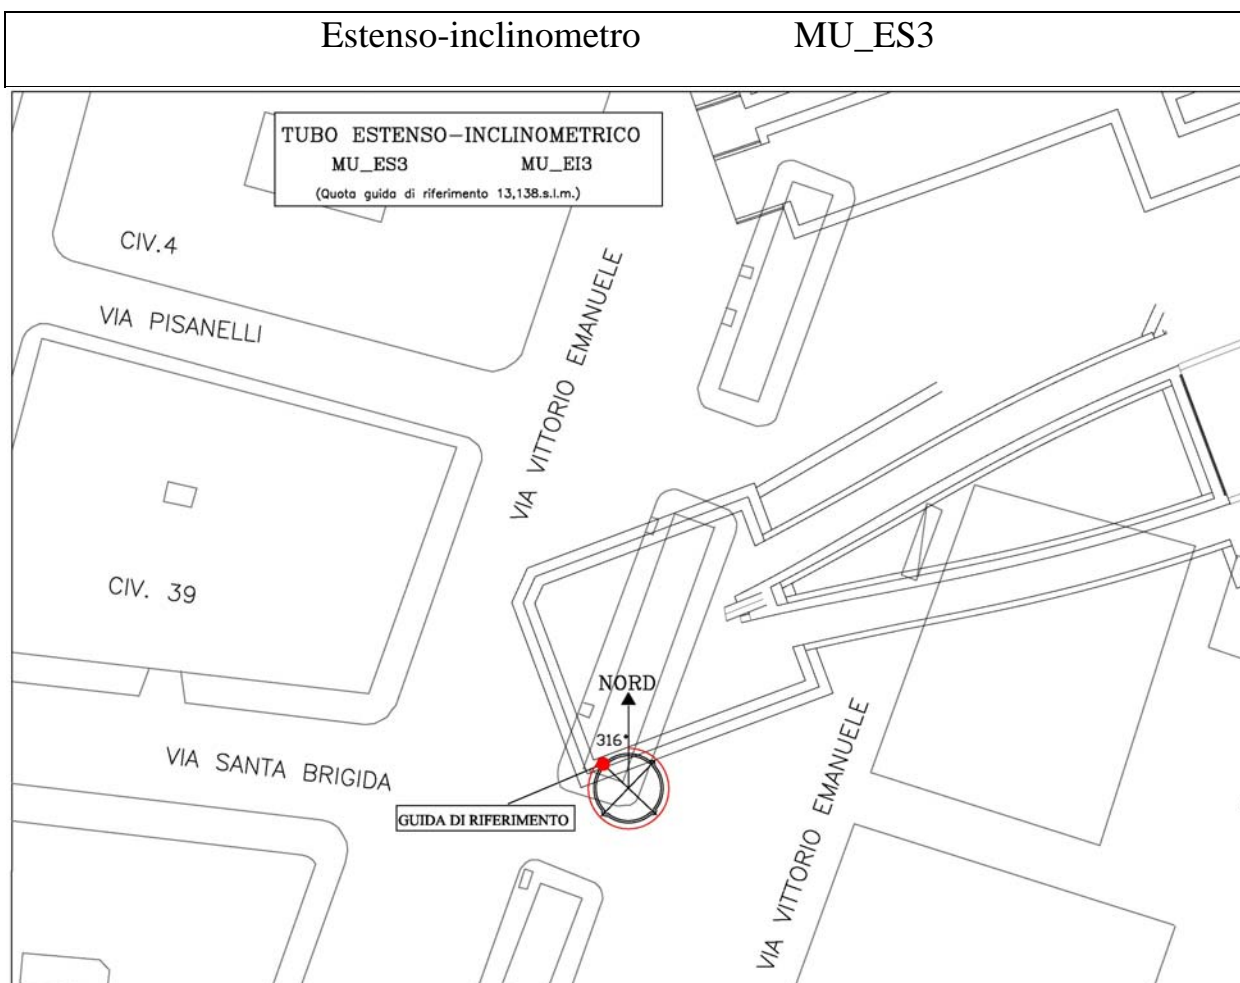 Estenso-inclinometro MU_ES3
TUBO ESTENSO-INCLINOMETRICO
MU_ES3 MU_EI3
(Quota guida di riferimento 13,138.s.l.m.)
CIV.4
VIA PISANELLI
VIA VITTORIO EMANUELE
CIV. 39
NORD
316°
VIA SANTA BRIGIDA
GUIDA DI RIFERIMENTO
VIA VITTORIO EMANUELE